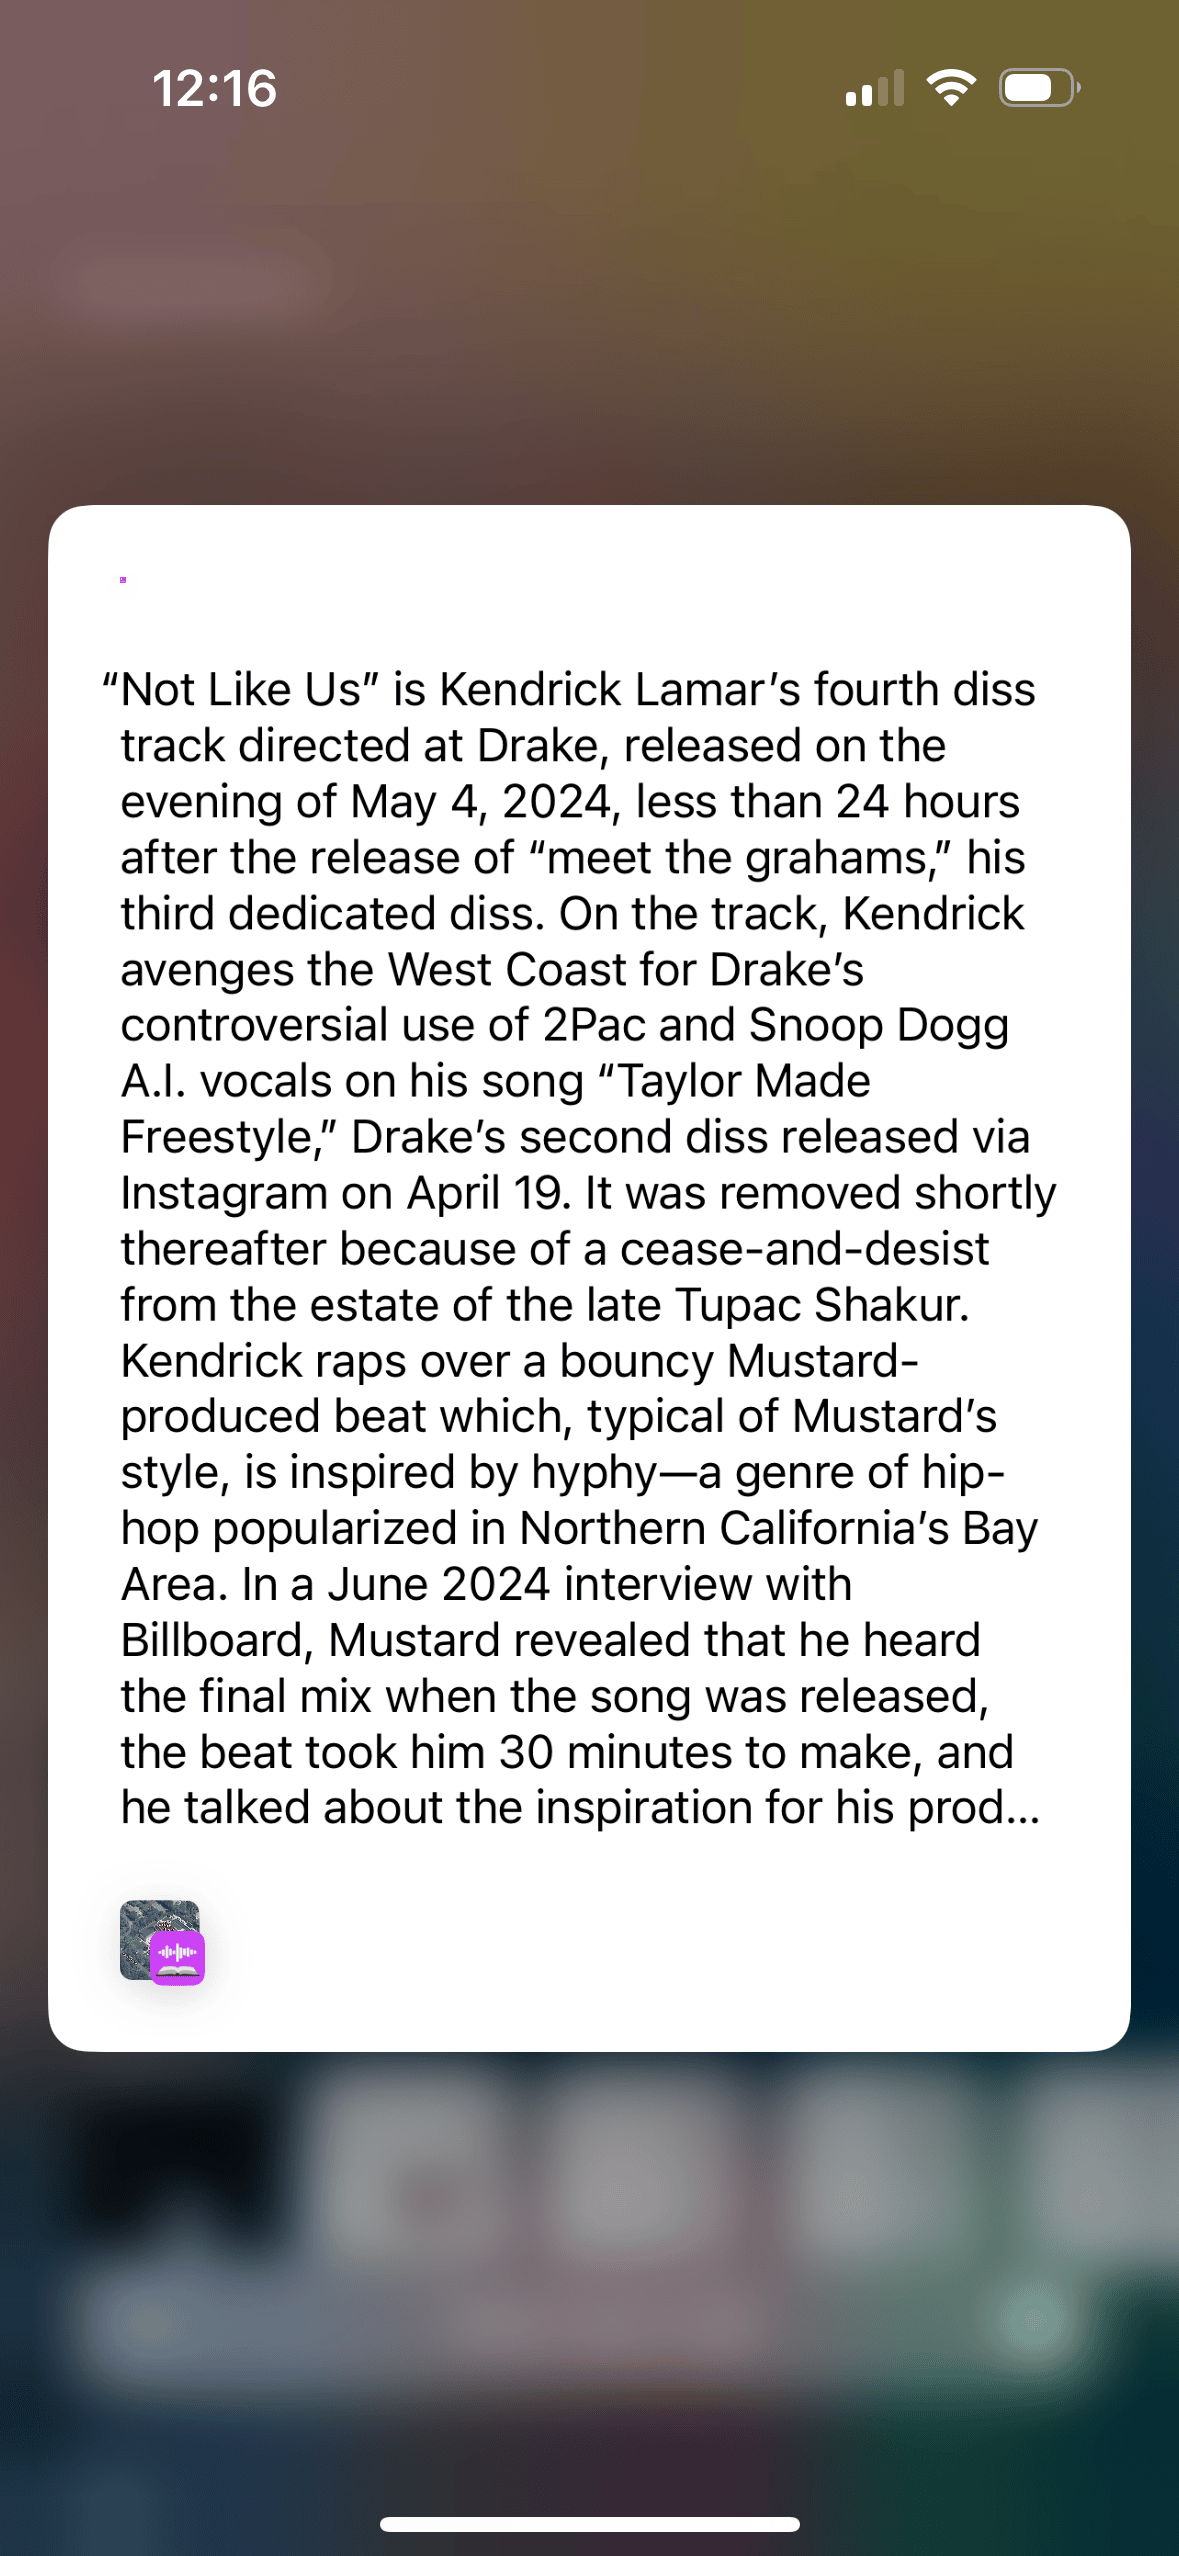 12:16
“Not Like Us” is Kendrick Lamar’s fourth diss
track directed at Drake, released on the
evening of May 4, 2024, less than 24 hours
after the release of “meet the grahams,” his
third dedicated diss. On the track, Kendrick
avenges the West Coast for Drake’s
controversial use of 2Pac and Snoop Dogg
A.I. vocals on his song “Taylor Made
Freestyle,” Drake’s second diss released via
Instagram on April 19. It was removed shortly
thereafter because of a cease-and-desist
from the estate of the late Tupac Shakur.
Kendrick raps over a bouncy Mustard-
produced beat which, typical of Mustard’s
style, is inspired by hyphy—a genre of hip-
hop popularized in Northern California’s Bay
Area. In a June 2024 interview with
Billboard, Mustard revealed that he heard
the final mix when the song was released,
the beat took him 30 minutes to make, and
he talked about the inspiration for his prod...